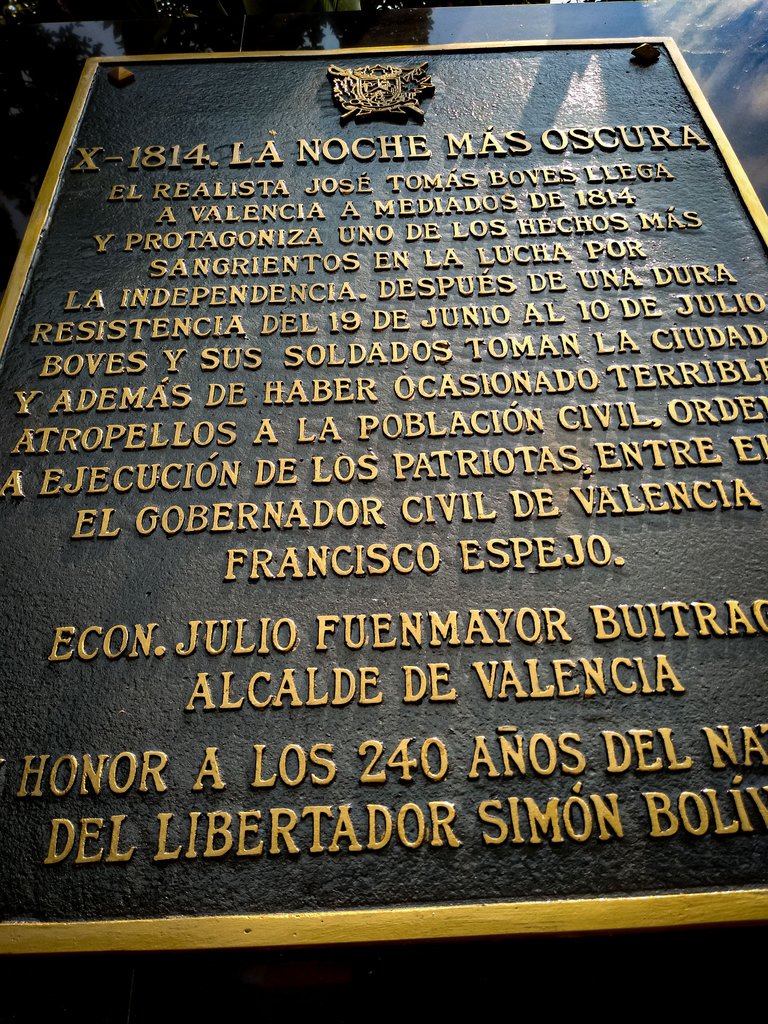 X-1814. LA NOCHE MÁS OSCURA
EL REALISTA JOSÉ TOMÁS BOVES LLEGA
A VALENCIA A MEDIADOS DE 1814
Y PROTAGONIZA UNO DE LOS HECHOS MÁS
SANGRIENTOS EN LA LUCHA POR
LA INDEPENDENCIA. DESPUÉS DE UNA DURA
RESISTENCIA DEL 19 DE JUNIO AL 10 DE JULIO
BOVES Y SUS SOLDADOS TOMAN LA CIUDAD
Y ADEMÁS DE HABER OCASIONADO TERRIBLE
ATROPELLOS A LA POBLACIÓN CIVIL, ORDE
A EJECUCIÓN DE LOS PATRIOTAS, ENTRE E
EL GOBERNADOR CIVIL DE VALENCIA
FRANCISCO ESPEJO.
ECON. JULIO FUENMAYOR BUITRAG
ALCALDE DE VALENCIA
HONOR A LOS 240 AÑOS DEL NA
DEL LIBERTADOR SIMÓN BOLÍV